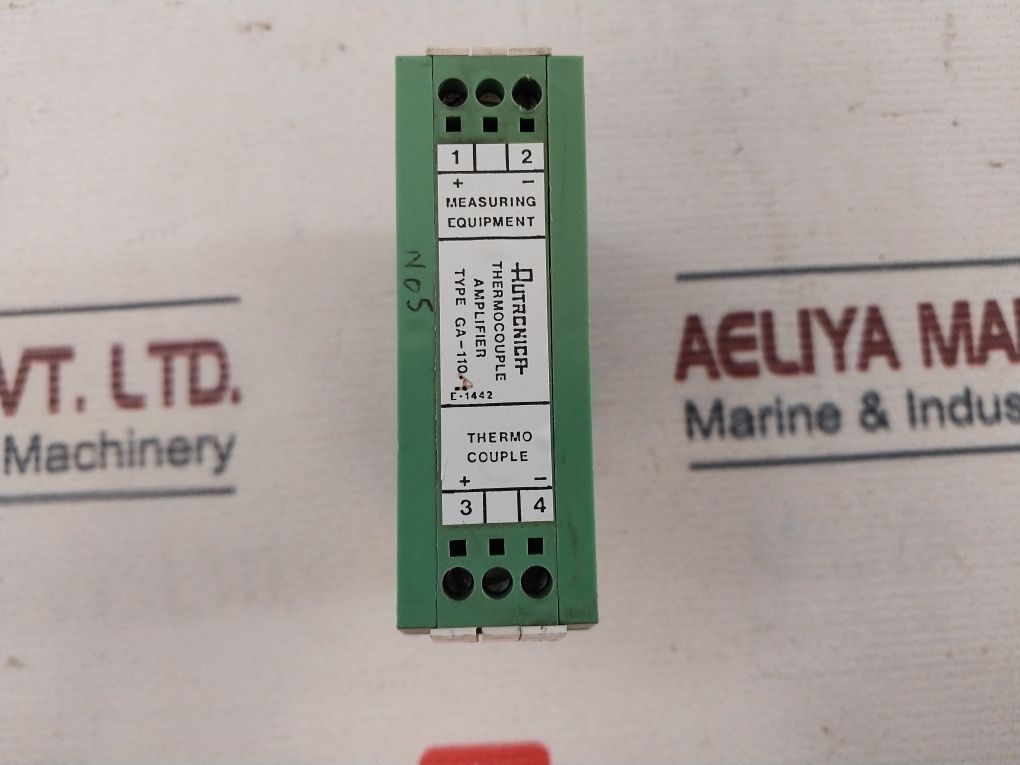 1 2
+ −
MEASURING
EQUIPMENT
AUTRONICA
THERMOCOUPLE
AMPLIFIER
TYPE GA-110.
E-1442
THERMO
COUPLE
+ −
3 4
NOS
VT. LTD.
Machinery
AELIYA MA
Marine & Indus